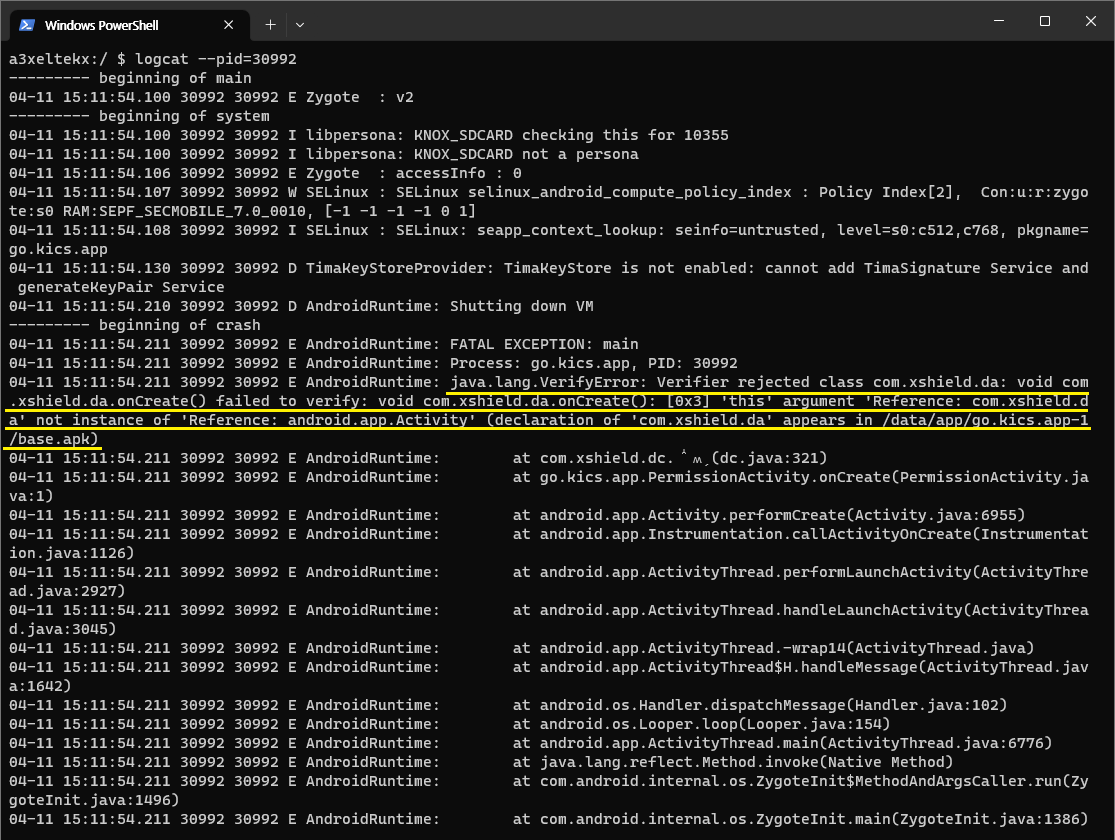 Windows PowerShell
a3xeltekx:/ $ logcat --pid=30992
--------- beginning of main
04-11 15:11:54.100 30992 30992 E Zygote  : v2
--------- beginning of system
04-11 15:11:54.100 30992 30992 I libpersona: KNOX_SDCARD checking this for 10355
04-11 15:11:54.100 30992 30992 I libpersona: KNOX_SDCARD not a persona
04-11 15:11:54.106 30992 30992 E Zygote  : accessInfo : 0
04-11 15:11:54.107 30992 30992 W SELinux : SELinux selinux_android_compute_policy_index : Policy Index[2],  Con:u:r:zygo
te:s0 RAM:SEPF_SECMOBILE_7.0_0010, [-1 -1 -1 -1 0 1]
04-11 15:11:54.108 30992 30992 I SELinux : SELinux: seapp_context_lookup: seinfo=untrusted, level=s0:c512,c768, pkgname=
go.kics.app
04-11 15:11:54.130 30992 30992 D TimaKeyStoreProvider: TimaKeyStore is not enabled: cannot add TimaSignature Service and
 generateKeyPair Service
04-11 15:11:54.210 30992 30992 D AndroidRuntime: Shutting down VM
--------- beginning of crash
04-11 15:11:54.211 30992 30992 E AndroidRuntime: FATAL EXCEPTION: main
04-11 15:11:54.211 30992 30992 E AndroidRuntime: Process: go.kics.app, PID: 30992
04-11 15:11:54.211 30992 30992 E AndroidRuntime: java.lang.VerifyError: Verifier rejected class com.xshield.da: void com
.xshield.da.onCreate() failed to verify: void com.xshield.da.onCreate(): [0x3] 'this' argument 'Reference: com.xshield.d
a' not instance of 'Reference: android.app.Activity' (declaration of 'com.xshield.da' appears in /data/app/go.kics.app-1
/base.apk)
04-11 15:11:54.211 30992 30992 E AndroidRuntime:        at com.xshield.dc.(dc.java:321)
04-11 15:11:54.211 30992 30992 E AndroidRuntime:        at go.kics.app.PermissionActivity.onCreate(PermissionActivity.ja
va:1)
04-11 15:11:54.211 30992 30992 E AndroidRuntime:        at android.app.Activity.performCreate(Activity.java:6955)
04-11 15:11:54.211 30992 30992 E AndroidRuntime:        at android.app.Instrumentation.callActivityOnCreate(Instrumentat
ion.java:1126)
04-11 15:11:54.211 30992 30992 E AndroidRuntime:        at android.app.ActivityThread.performLaunchActivity(ActivityThre
ad.java:2927)
04-11 15:11:54.211 30992 30992 E AndroidRuntime:        at android.app.ActivityThread.handleLaunchActivity(ActivityThrea
d.java:3045)
04-11 15:11:54.211 30992 30992 E AndroidRuntime:        at android.app.ActivityThread.-wrap14(ActivityThread.java)
04-11 15:11:54.211 30992 30992 E AndroidRuntime:        at android.app.ActivityThread$H.handleMessage(ActivityThread.jav
a:1642)
04-11 15:11:54.211 30992 30992 E AndroidRuntime:        at android.os.Handler.dispatchMessage(Handler.java:102)
04-11 15:11:54.211 30992 30992 E AndroidRuntime:        at android.os.Looper.loop(Looper.java:154)
04-11 15:11:54.211 30992 30992 E AndroidRuntime:        at android.app.ActivityThread.main(ActivityThread.java:6776)
04-11 15:11:54.211 30992 30992 E AndroidRuntime:        at java.lang.reflect.Method.invoke(Native Method)
04-11 15:11:54.211 30992 30992 E AndroidRuntime:        at com.android.internal.os.ZygoteInit$MethodAndArgsCaller.run(Zy
goteInit.java:1496)
04-11 15:11:54.211 30992 30992 E AndroidRuntime:        at com.android.internal.os.ZygoteInit.main(ZygoteInit.java:1386)